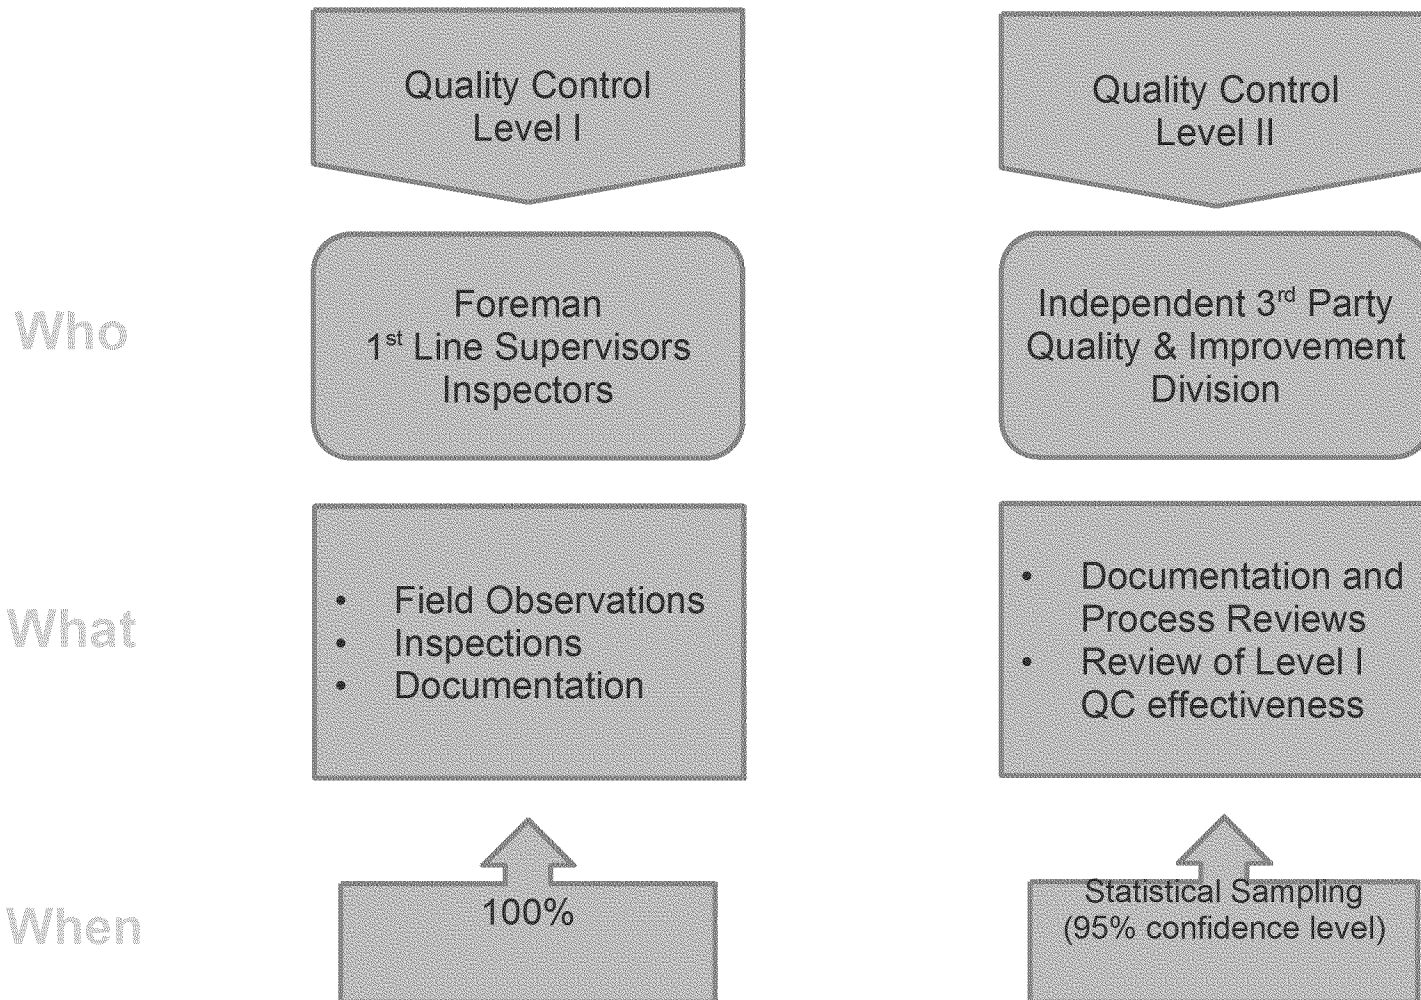 Quality Control
Level I
Quality Control
Level II
Who
Foreman
1st Line Supervisors
Inspectors
Independent 3rd Party
Quality & Improvement
Division
What
• Field Observations
• Inspections
• Documentation
• Documentation and
Process Reviews
• Review of Level I
QC effectiveness
When
100%
Statistical Sampling
(95% confidence level)